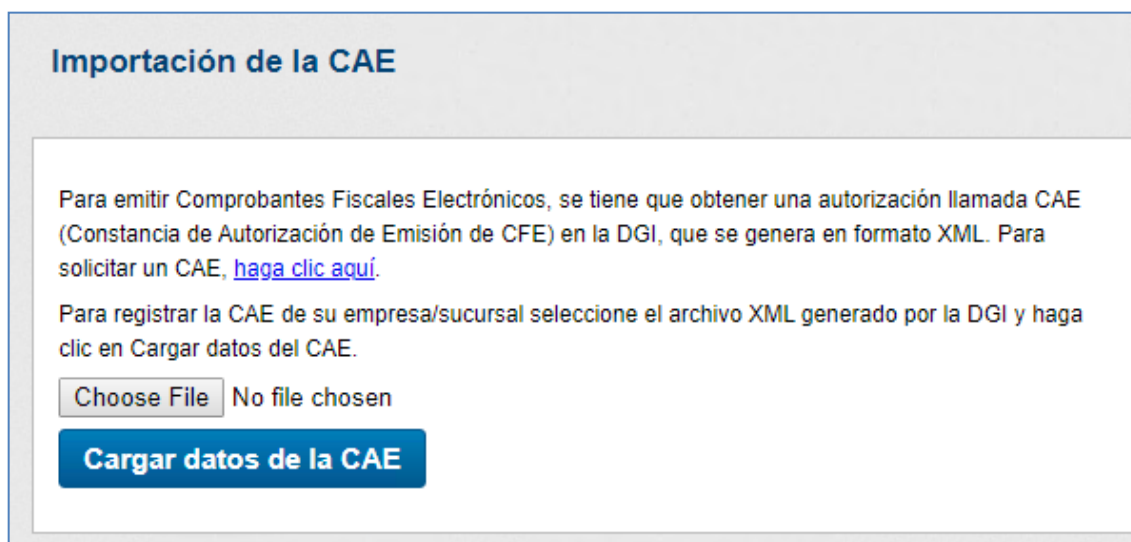 Importación de la CAE
Para emitir Comprobantes Fiscales Electrónicos, se tiene que obtener una autorización llamada CAE
(Constancia de Autorización de Emisión de CFE) en la DGI, que se genera en formato XML. Para
solicitar un CAE, haga clic aquí.
Para registrar la CAE de su empresa/sucursal seleccione el archivo XML generado por la DGI y haga
clic en Cargar datos del CAE.
Choose File No file chosen
Cargar datos de la CAE